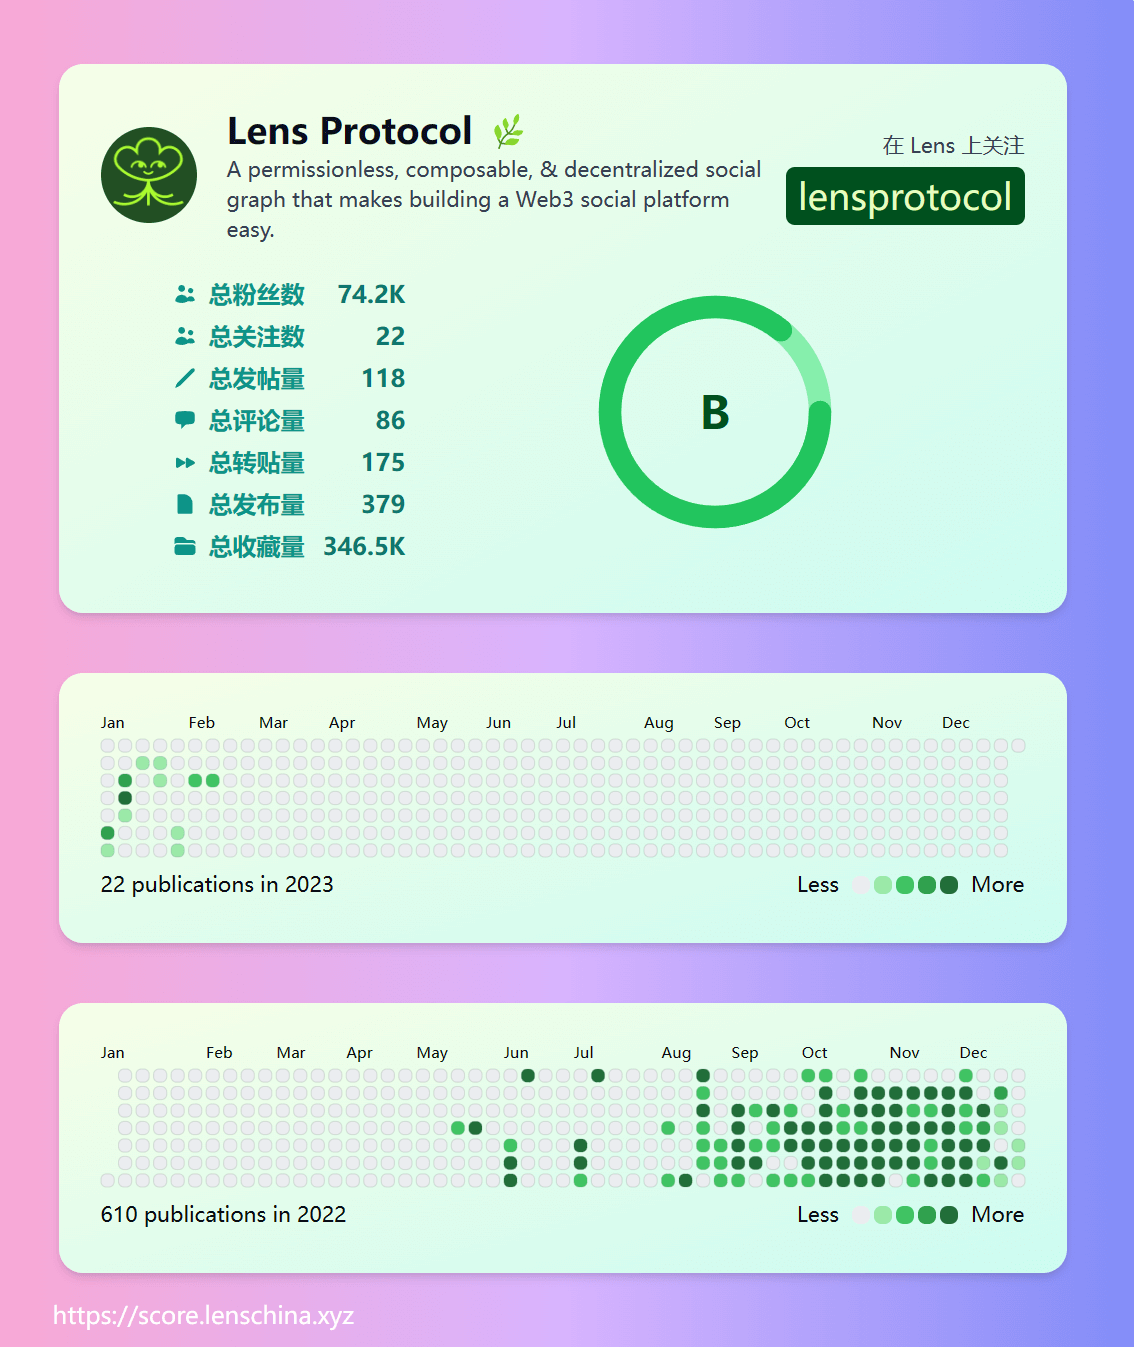 Lens Protocol 🌿
A permissionless, composable, & decentralized social
graph that makes building a Web3 social platform
easy.
在 Lens 上关注
lensprotocol
总粉丝数 74.2K
总关注数 22
总发帖量 118
总评论量 86
总转贴量 175
总发布量 379
总收藏量 346.5K
B
Jan Feb Mar Apr May Jun Jul Aug Sep Oct Nov Dec
22 publications in 2023
Less More
Jan Feb Mar Apr May Jun Jul Aug Sep Oct Nov Dec
610 publications in 2022
Less More
https://score.lenschina.xyz